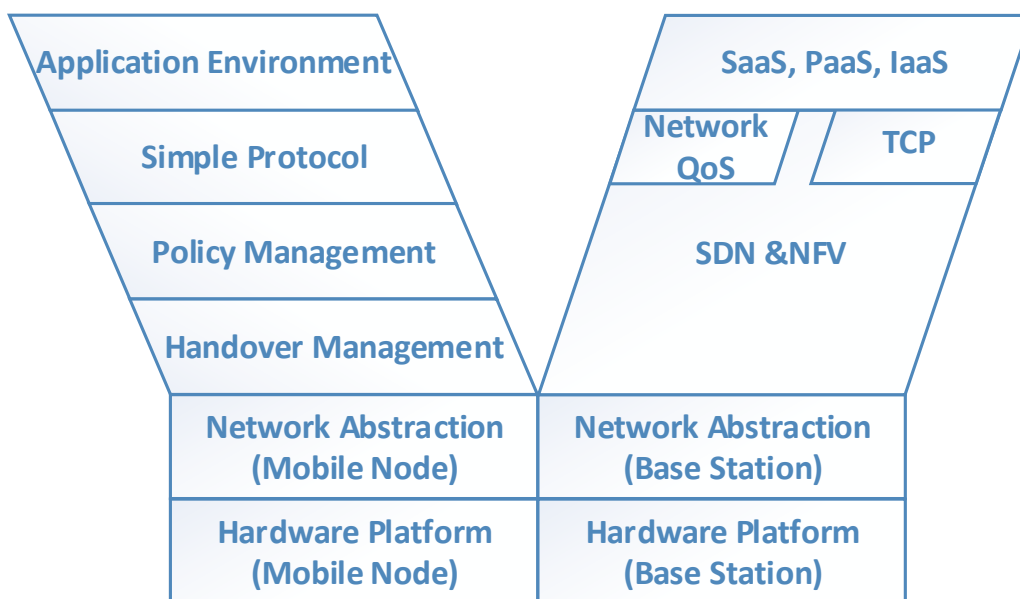 Application Environment
Simple Protocol
Policy Management
Handover Management
SaaS, PaaS, IaaS
Network
QoS
TCP
SDN &NFV
Network Abstraction
(Mobile Node)
Network Abstraction
(Base Station)
Hardware Platform
(Mobile Node)
Hardware Platform
(Base Station)